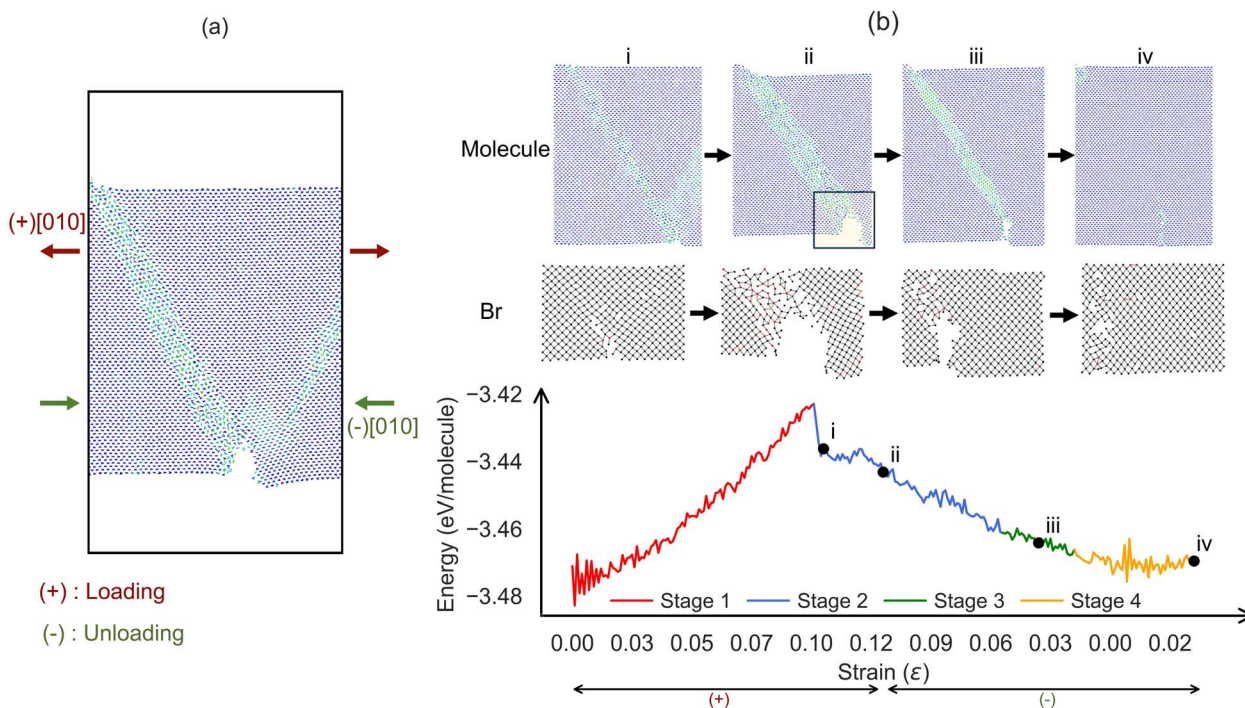 (a)
(+)[010]
(-)[010]
(+) : Loading
(-) : Unloading
(b)
i
ii
iii
iv
Molecule
Br
Energy (eV/molecule)
−3.42
−3.44
−3.46
−3.48
i
ii
iii
iv
Stage 1
Stage 2
Stage 3
Stage 4
0.00 0.03 0.05 0.07 0.10 0.12 0.09 0.06 0.03 0.00 0.02
Strain (ε)
(+)
(-)